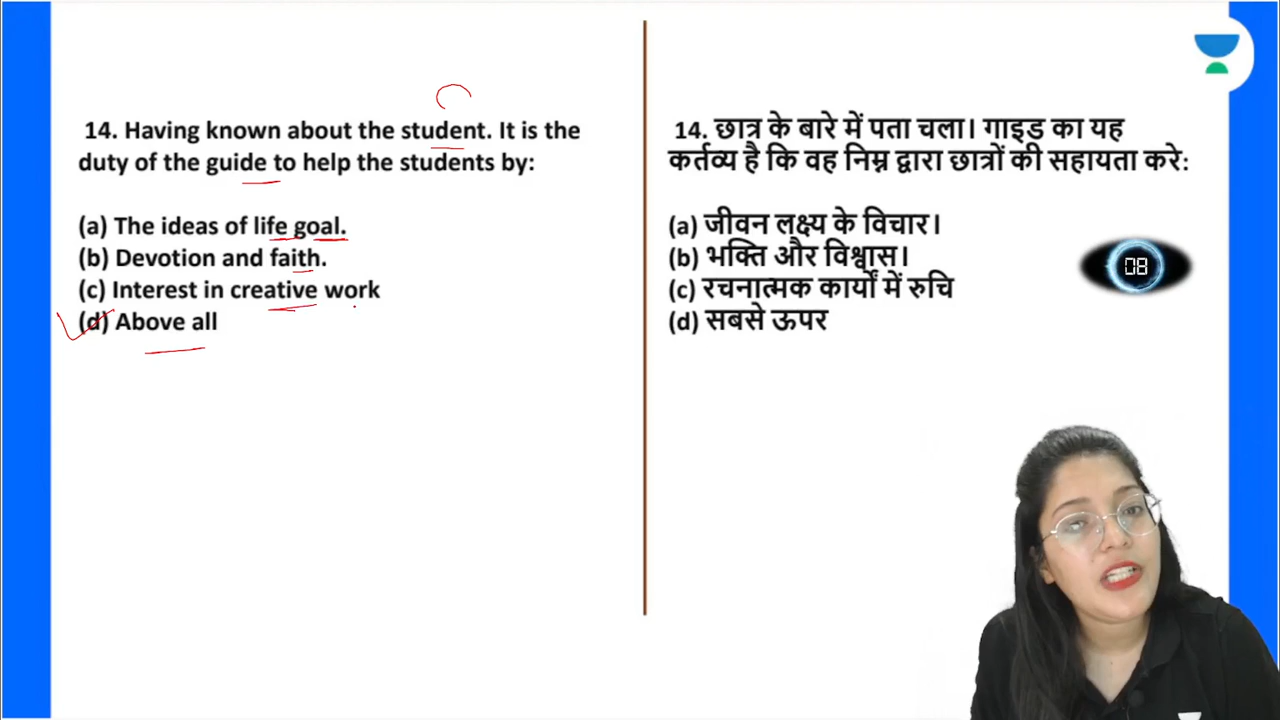 14. Having known about the student. It is the
duty of the guide to help the students by:
(a) The ideas of life goal.
(b) Devotion and faith.
(c) Interest in creative work
(d) Above all
14. छात्र के बारे में पता चला। गाइड का यह
कर्तव्य है कि वह निम्न द्वारा छात्रों की सहायता करे:
(a) जीवन लक्ष्य के विचार।
(b) भक्ति और विश्वास।
(c) रचनात्मक कार्यों में रुचि
(d) सबसे ऊपर
08